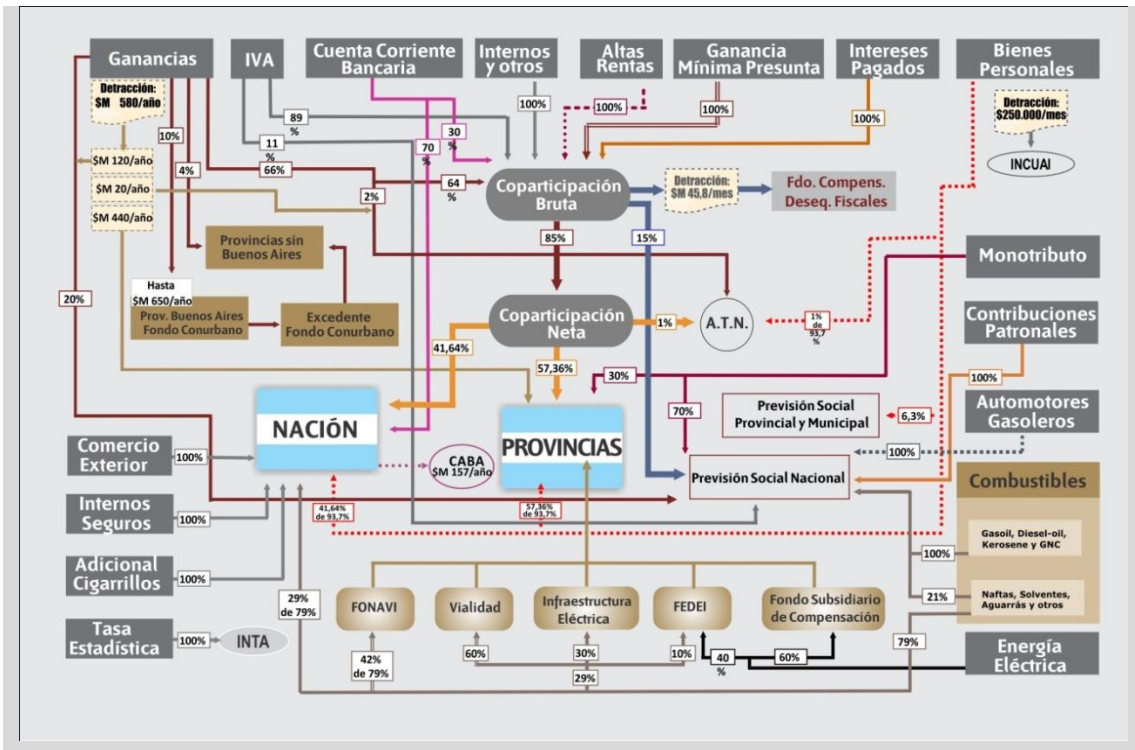 Ganancias
IVA
Cuenta Corriente
Bancaria
Internos
y otros
Altas
Rentas
Ganancia
Mínima Presunta
Intereses
Pagados
Bienes
Personales
Detracción:
$M 580/año
Detracción:
$250.000/mes
INCUAI
100%
100%
100%
100%
89
%
11
%
70
%
30
%
10%
4%
66%
2%
64
%
$M 120/año
$M 20/año
$M 440/año
Coparticipación
Bruta
Detracción:
$M 45,8/mes
Fdo. Compens.
Deseq. Fiscales
85%
15%
Provincias sin
Buenos Aires
Monotributo
Hasta
$M 650/año
Prov. Buenos Aires
Fondo Conurbano
Excedente
Fondo Conurbano
20%
Coparticipación
Neta
1%
A.T.N.
1%
de
93,7
%
Contribuciones
Patronales
41,64%
57,36%
30%
100%
70%
NACIÓN
PROVINCIAS
Previsión Social
Provincial y Municipal
6,3%
Automotores
Gasoleros
100%
Comercio
Exterior
100%
CABA
$M 157/año
Previsión Social Nacional
Combustibles
Internos
Seguros
100%
41,64%
de 93,7%
57,36%
de 93,7%
Gasoil, Diesel-oil,
Kerosene y GNC
100%
Adicional
Cigarrillos
100%
29%
de 79%
FONAVI
Vialidad
Infraestructura
Eléctrica
FEDEI
Fondo Subsidiario
de Compensación
21%
Naftas, Solventes,
Aguarrás y otros
Tasa
Estadística
100%
INTA
42%
de 79%
60%
30%
10%
29%
40
%
60%
79%
Energía
Eléctrica